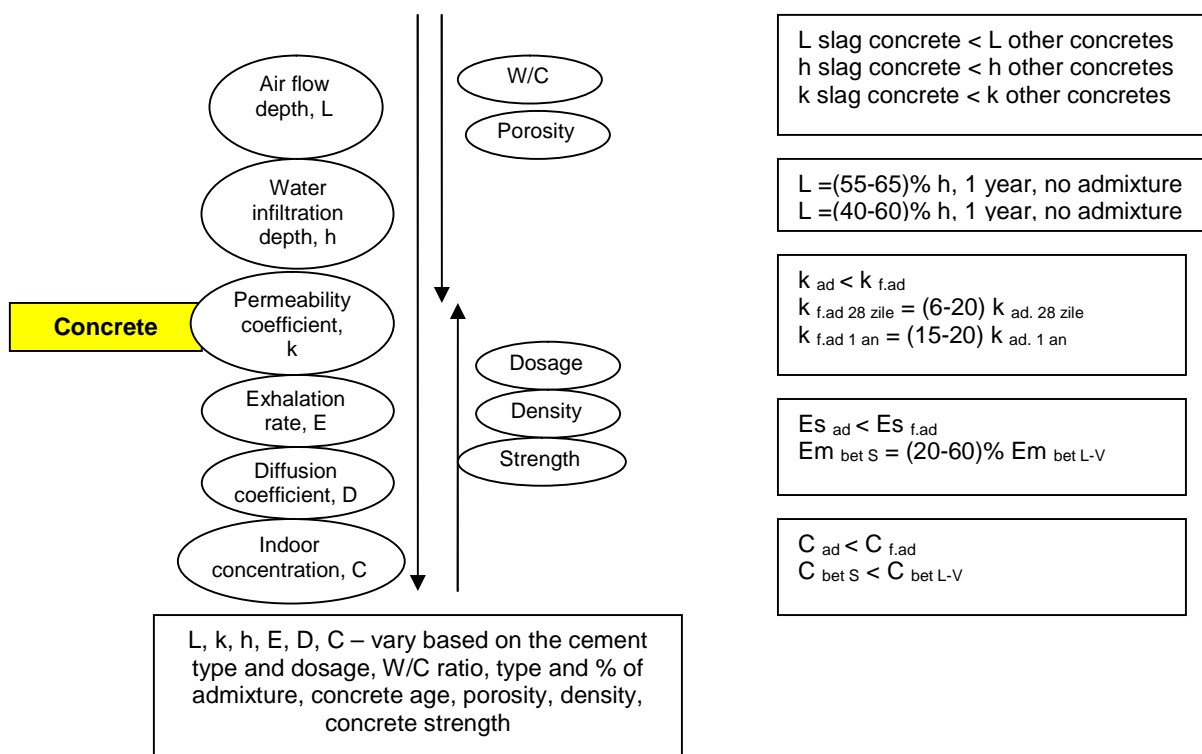 Concrete
Air flow
depth, L
Water
infiltration
depth, h
Permeability
coefficient,
k
Exhalation
rate, E
Diffusion
coefficient, D
Indoor
concentration, C
W/C
Porosity
Dosage
Density
Strength
L, k, h, E, D, C – vary based on the cement
type and dosage, W/C ratio, type and % of
admixture, concrete age, porosity, density,
concrete strength
L slag concrete < L other concretes
h slag concrete < h other concretes
k slag concrete < k other concretes
L =(55-65)% h, 1 year, no admixture
L =(40-60)% h, 1 year, no admixture
k ad < k f.ad
k f.ad 28 zile = (6-20) k ad. 28 zile
k f.ad 1 an = (15-20) k ad. 1 an
Es ad < Es f.ad
Em bet S = (20-60)% Em bet L-V
C ad < C f.ad
C bet S < C bet L-V